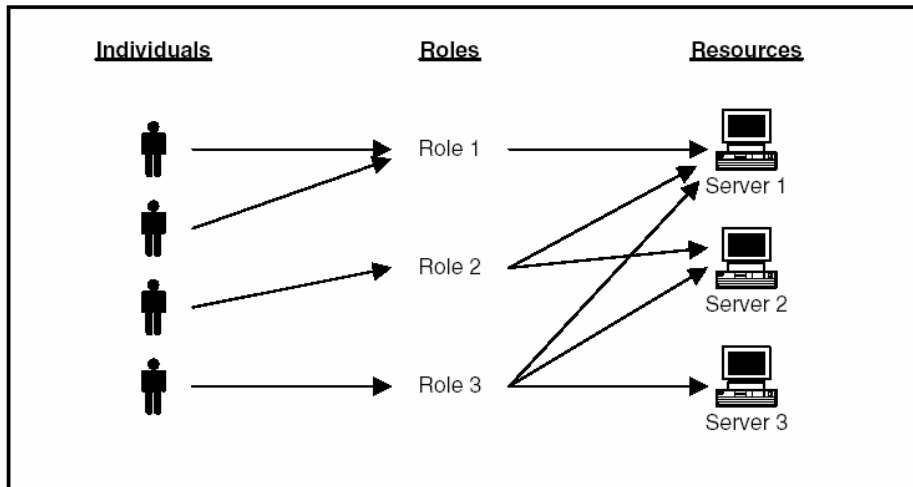 Individuals Roles Resources
Role 1
Server 1
Role 2
Server 2
Role 3
Server 3